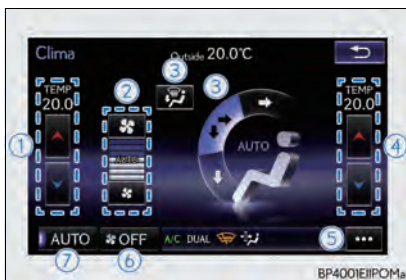 Clima
Outside 20.0℃
②
③
③
TEMP
20.0
TEMP
20.0
①
AUTO
AUTO
④
AUTO
OFF
A/C DUAL
⑤
⑦
⑥
BP4001EIIPOMa